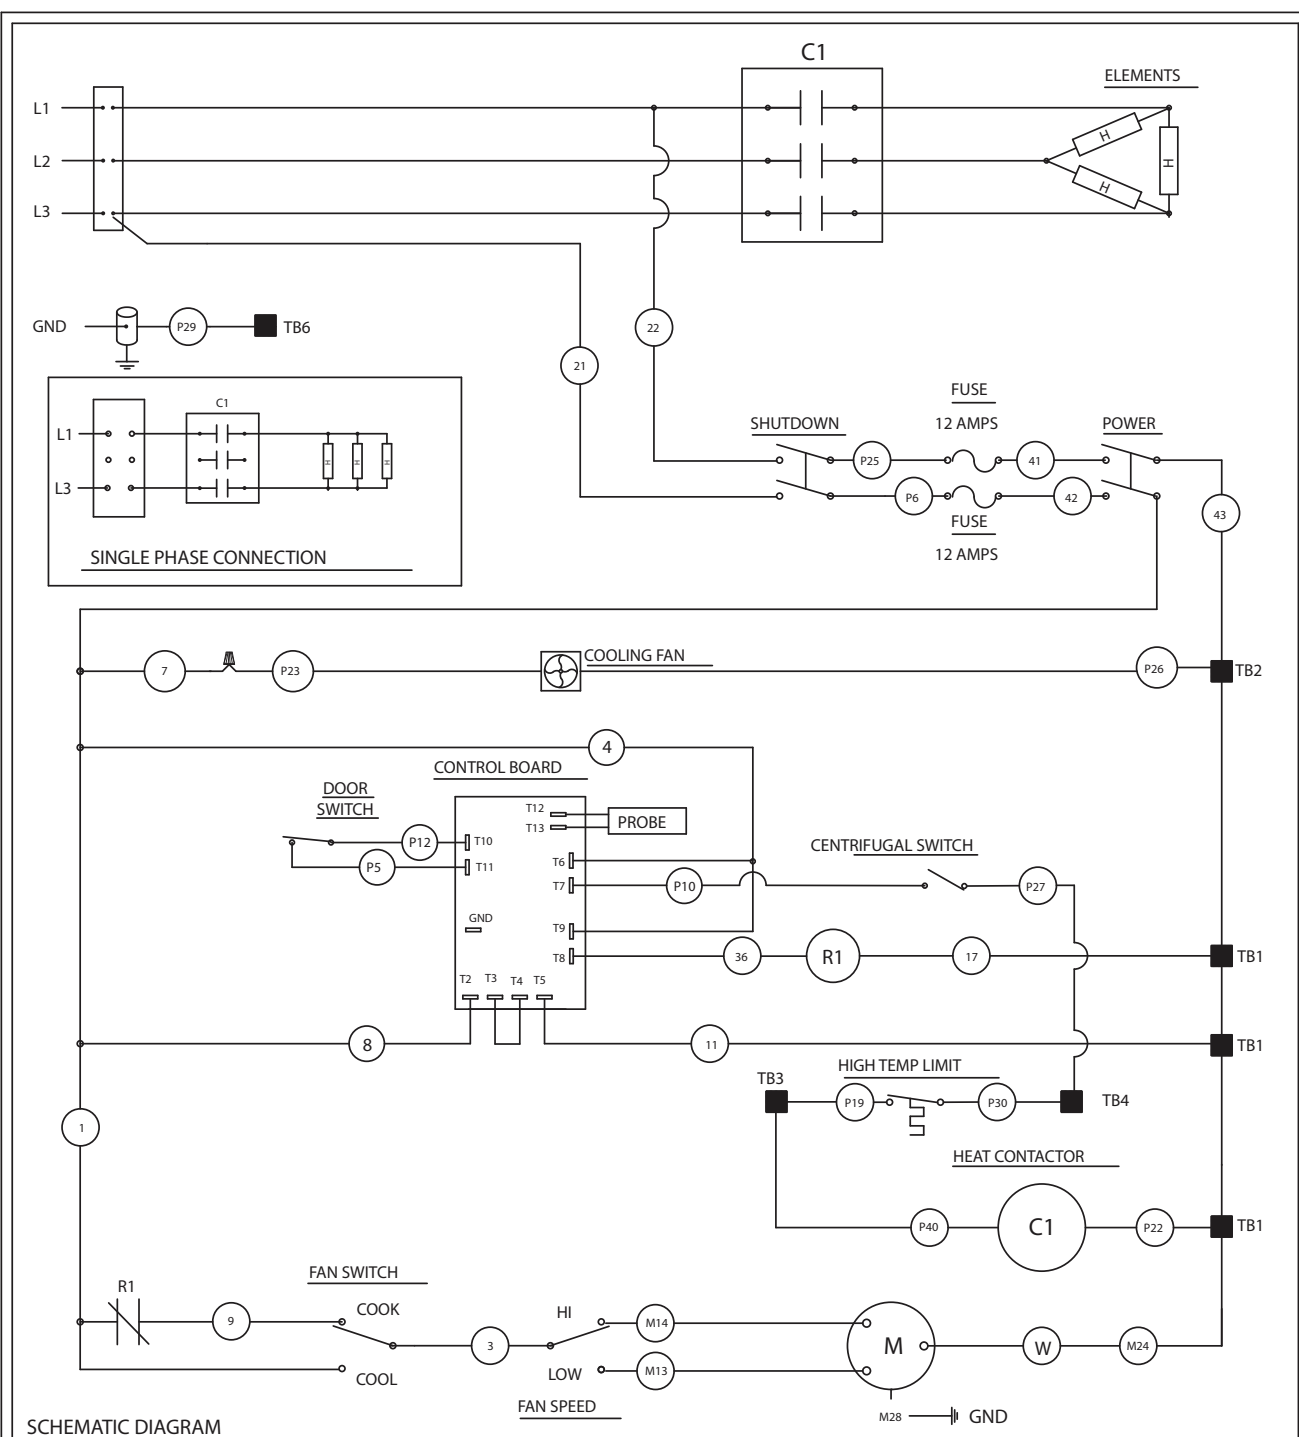 C1
ELEMENTS
L1
H
L2
H
H
L3
GND
P29
TB6
22
21
C1
L1
H
H
H
L3
SINGLE PHASE CONNECTION
FUSE
SHUTDOWN
12 AMPS
POWER
P25
41
P6
42
43
FUSE
12 AMPS
7
P23
COOLING FAN
P26
TB2
4
CONTROL BOARD
DOOR
SWITCH
T12
T13
PROBE
P12
T10
P5
T11
T6
T7
P10
CENTRIFUGAL SWITCH
P27
GND
T9
T8
36
R1
17
TB1
T2
T3
T4
T5
8
11
TB1
HIGH TEMP LIMIT
TB3
P19
P30
TB4
1
HEAT CONTACTOR
P40
C1
P22
TB1
FAN SWITCH
R1
9
COOK
3
HI
M14
M
W
M24
COOL
LOW
M13
FAN SPEED
M28
GND
SCHEMATIC DIAGRAM